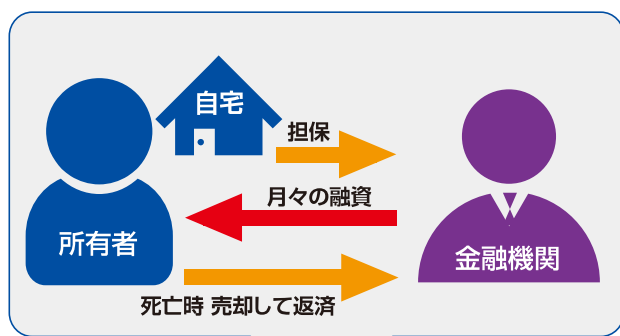 自宅
担保
月々の融資
所有者
金融機関
死亡時 売却して返済